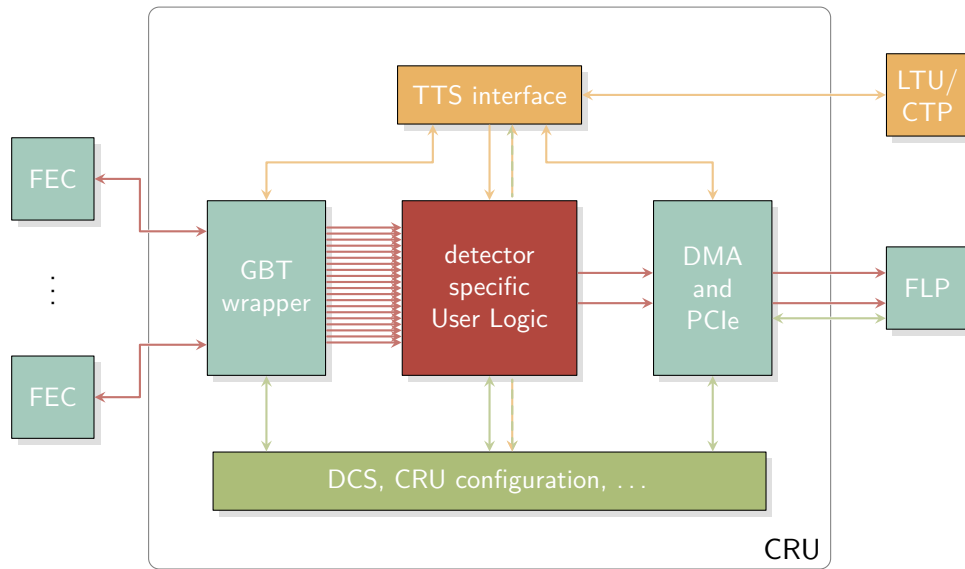 TTS interface
LTU/
CTP
FEC
GBT
wrapper
detector
specific
User Logic
DMA
and
PCIe
FLP
FEC
DCS, CRU configuration, . . .
CRU